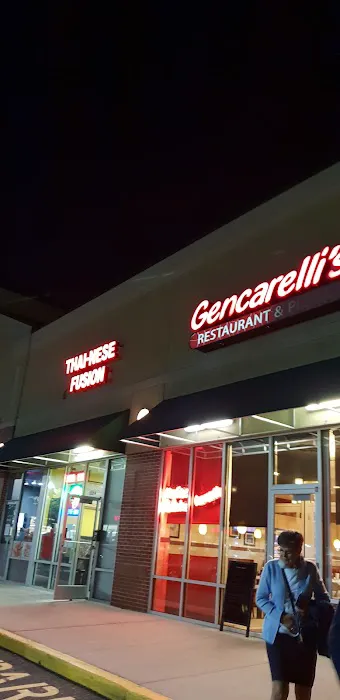 Gencarelli's
RESTAURANT &
THAI-NESE
FUSION